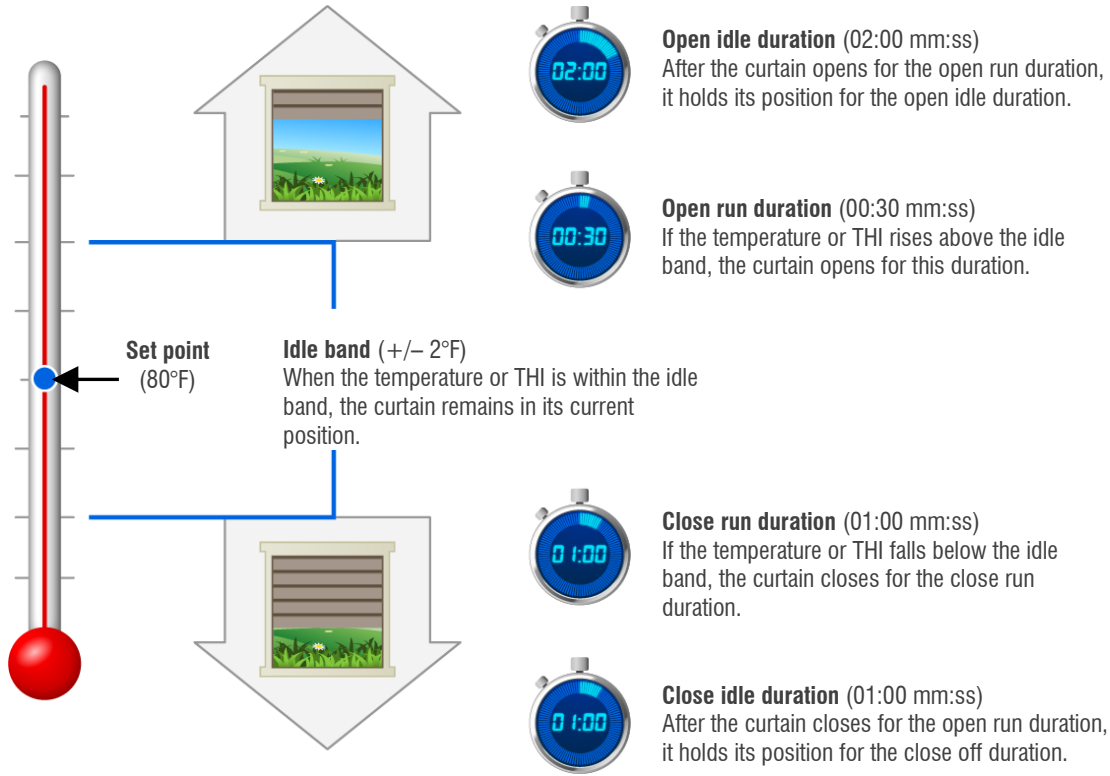 02:00
Open idle duration (02:00 mm:ss)
After the curtain opens for the open run duration,
it holds its position for the open idle duration.
00:30
Open run duration (00:30 mm:ss)
If the temperature or THI rises above the idle
band, the curtain opens for this duration.
Set point
(80°F)
Idle band (+/– 2°F)
When the temperature or THI is within the idle
band, the curtain remains in its current
position.
01:00
Close run duration (01:00 mm:ss)
If the temperature or THI falls below the idle
band, the curtain closes for the close run
duration.
01:00
Close idle duration (01:00 mm:ss)
After the curtain closes for the open run duration,
it holds its position for the close off duration.